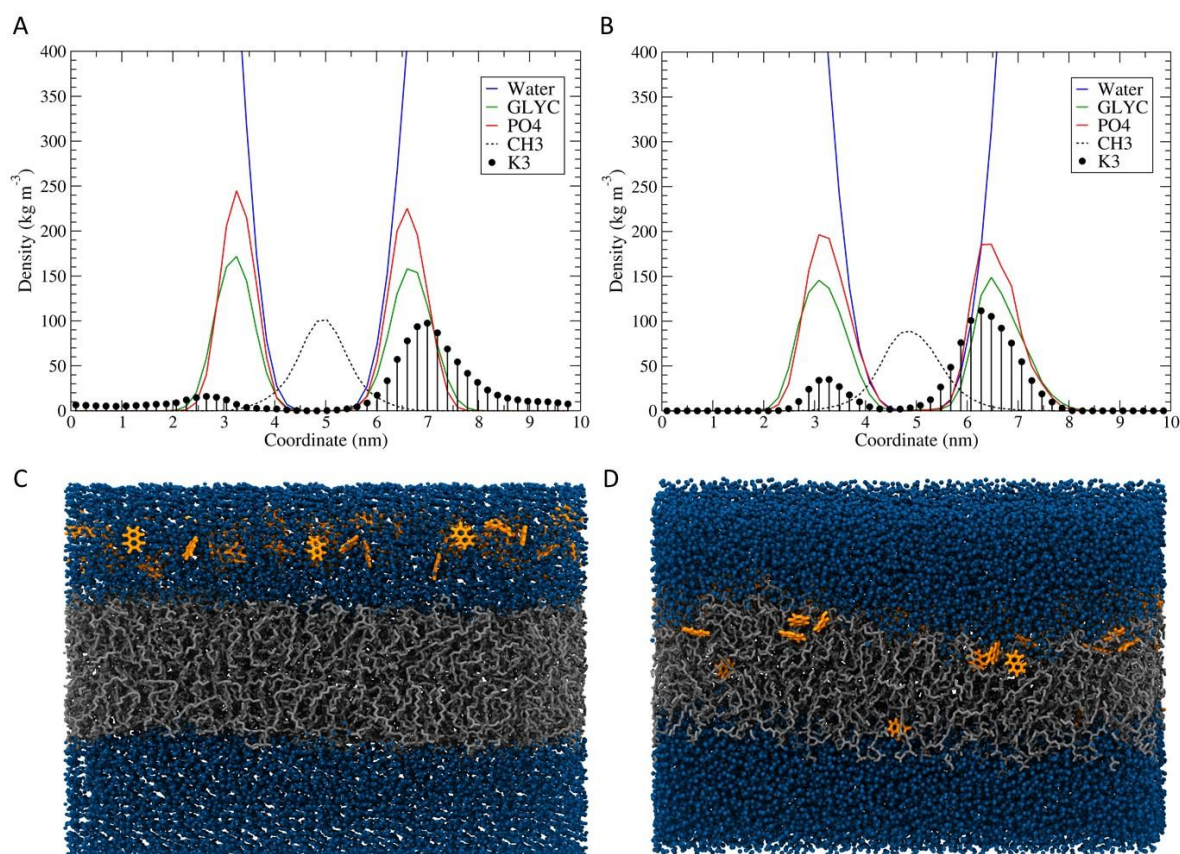 A
400
350
300
250
200
150
100
50
0
Density (kg m⁻³)
0 1 2 3 4 5 6 7 8 9 10
Coordinate (nm)
Water
GLYC
PO4
CH3
K3
B
400
350
300
250
200
150
100
50
0
Density (kg m⁻³)
0 1 2 3 4 5 6 7 8 9 10
Coordinate (nm)
Water
GLYC
PO4
CH3
K3
C
D